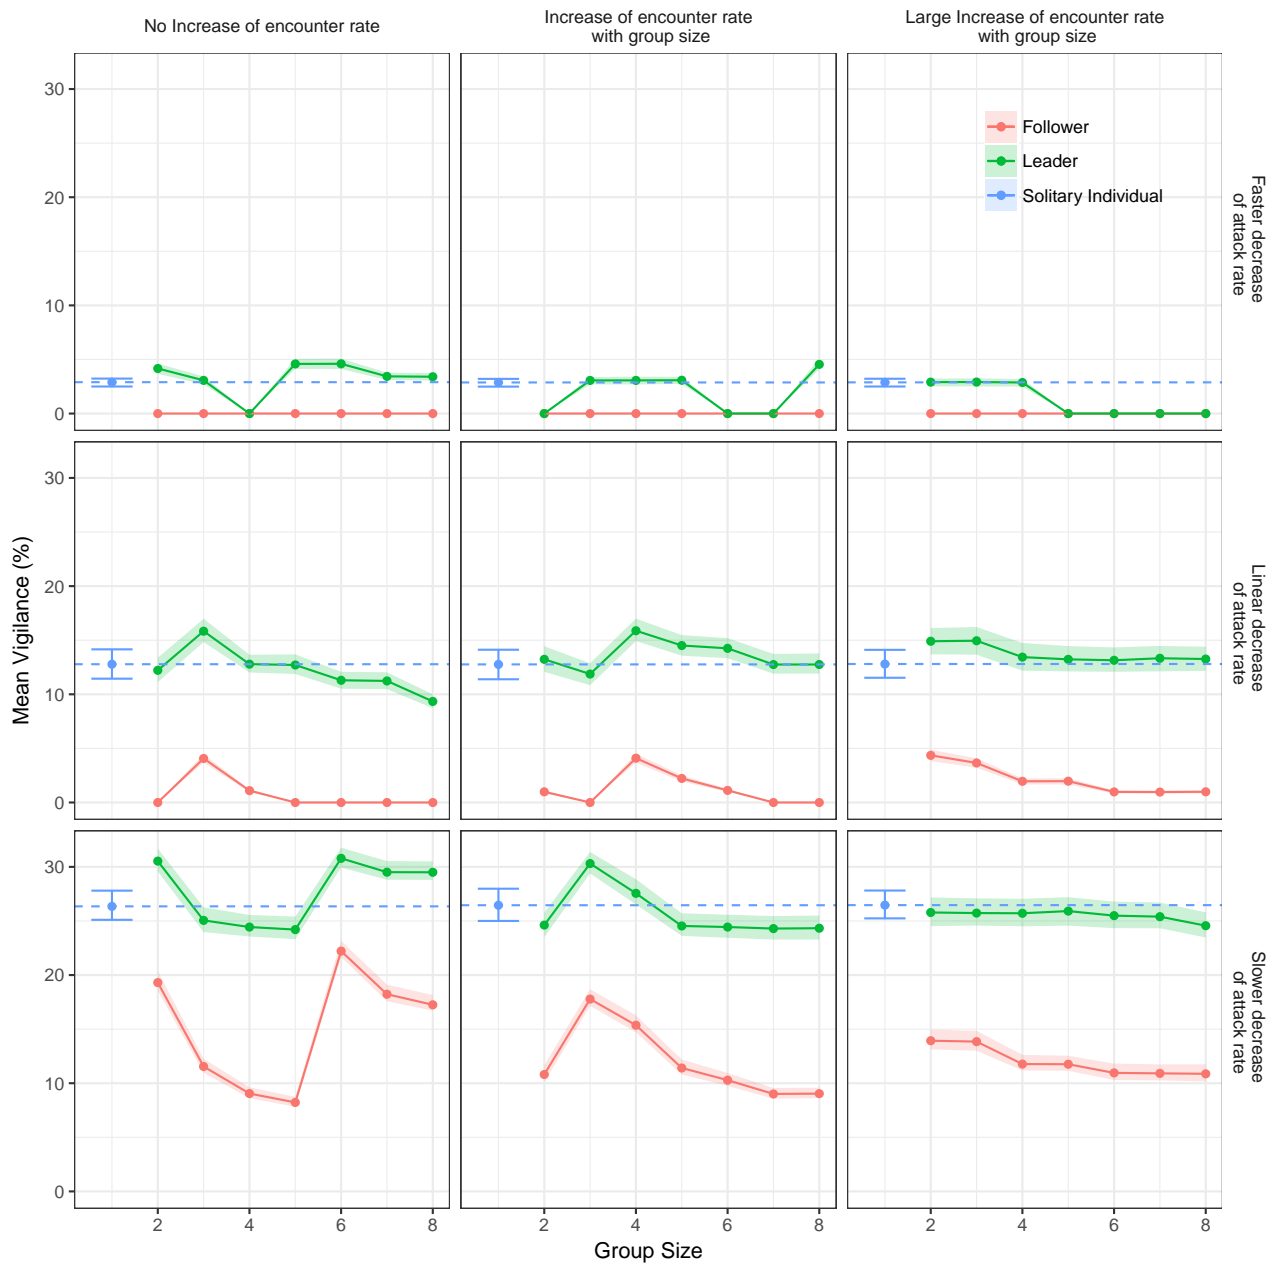 No Increase of encounter rate
Increase of encounter rate
with group size
Large Increase of encounter rate
with group size
30
20
10
0
Follower
Leader
Solitary Individual
Faster decrease
of attack rate
Mean Vigilance (%)
30
20
10
0
Linear decrease
of attack rate
30
20
10
0
Slower decrease
of attack rate
2 4 6 8
2 4 6 8
2 4 6 8
Group Size